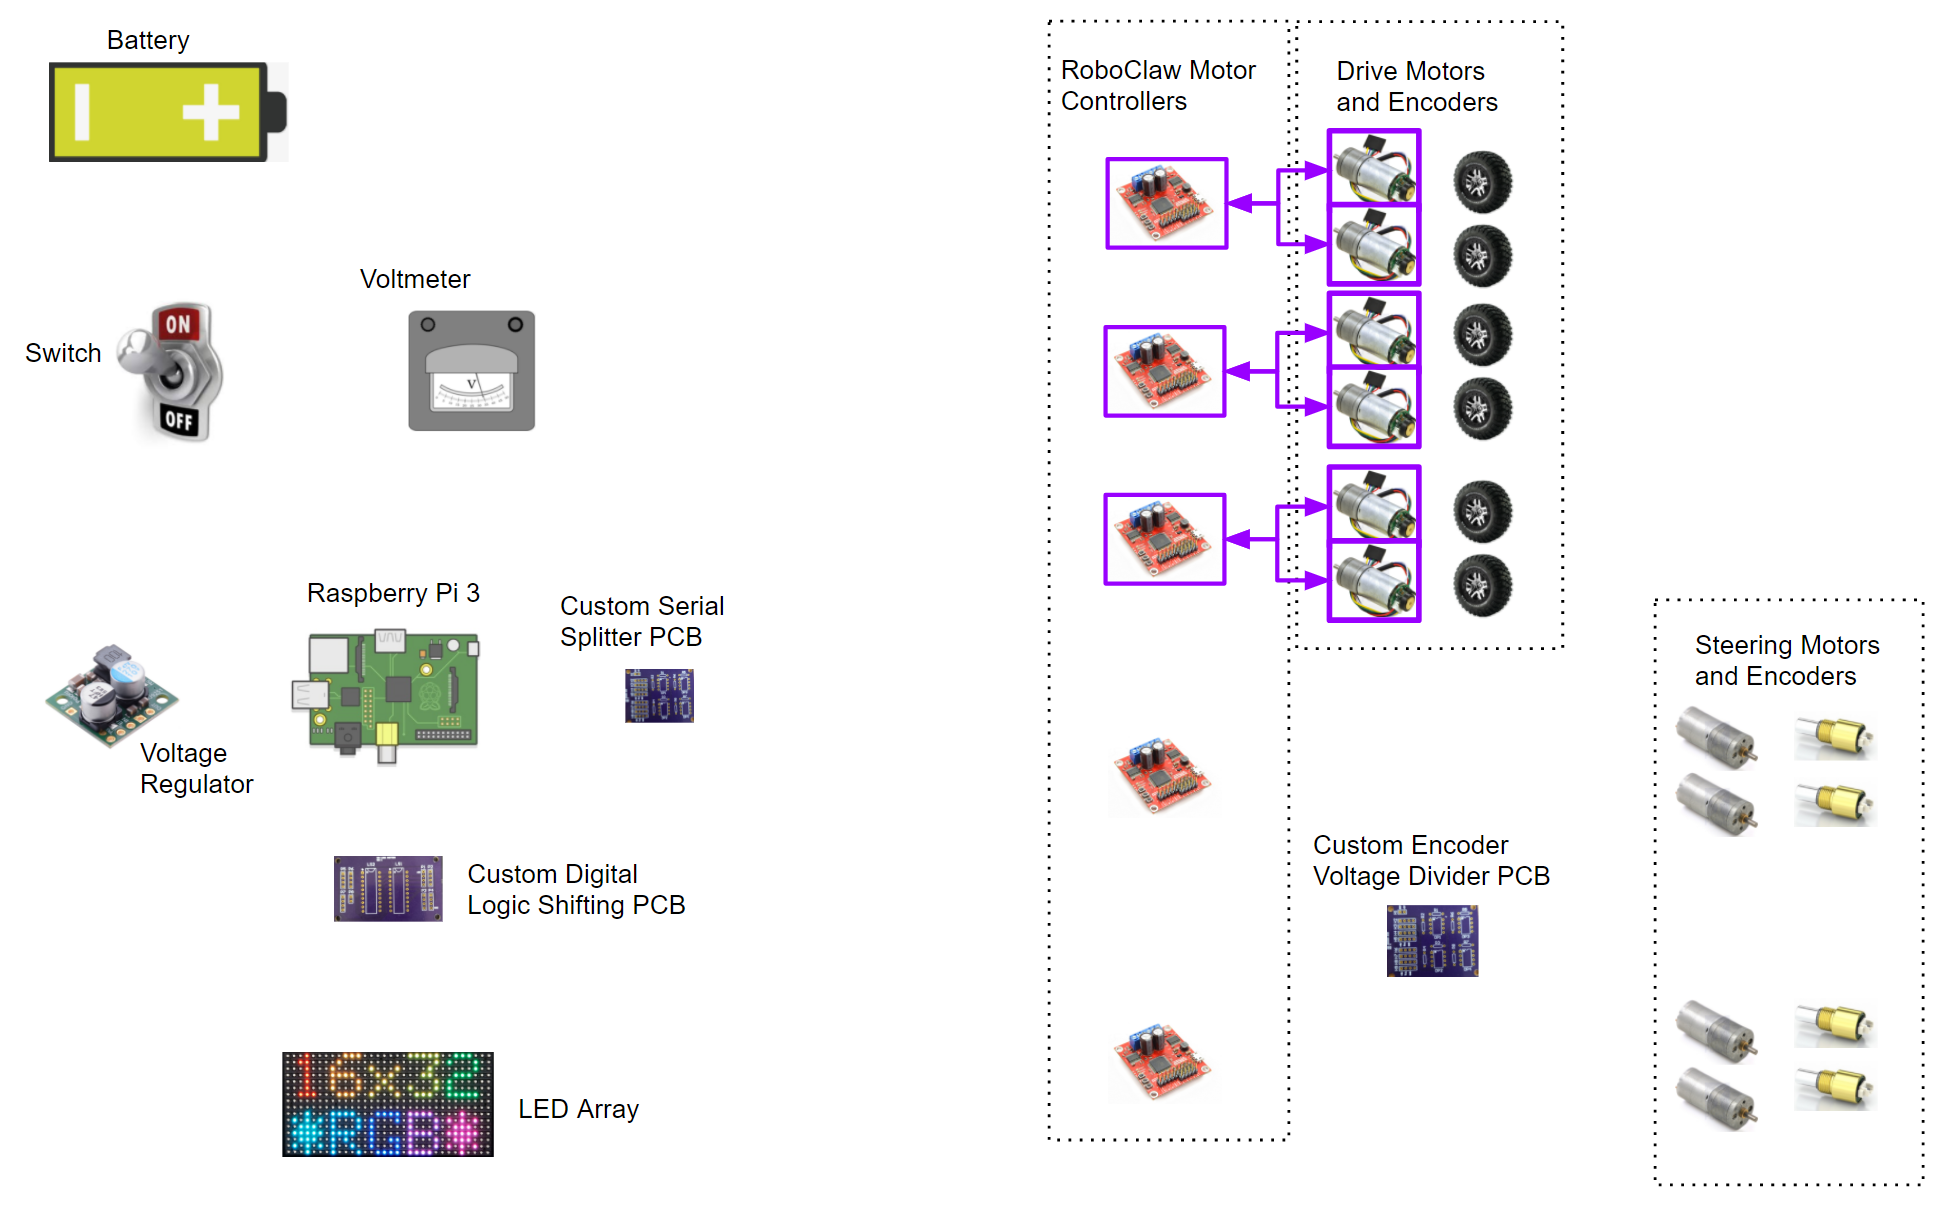 Battery
RoboClaw Motor
Controllers
Drive Motors
and Encoders
Voltmeter
ON
Switch
V
OFF
Raspberry Pi 3
Custom Serial
Splitter PCB
Steering Motors
and Encoders
Voltage
Regulator
Custom Encoder
Voltage Divider PCB
Custom Digital
Logic Shifting PCB
16x32
*RGB*
LED Array